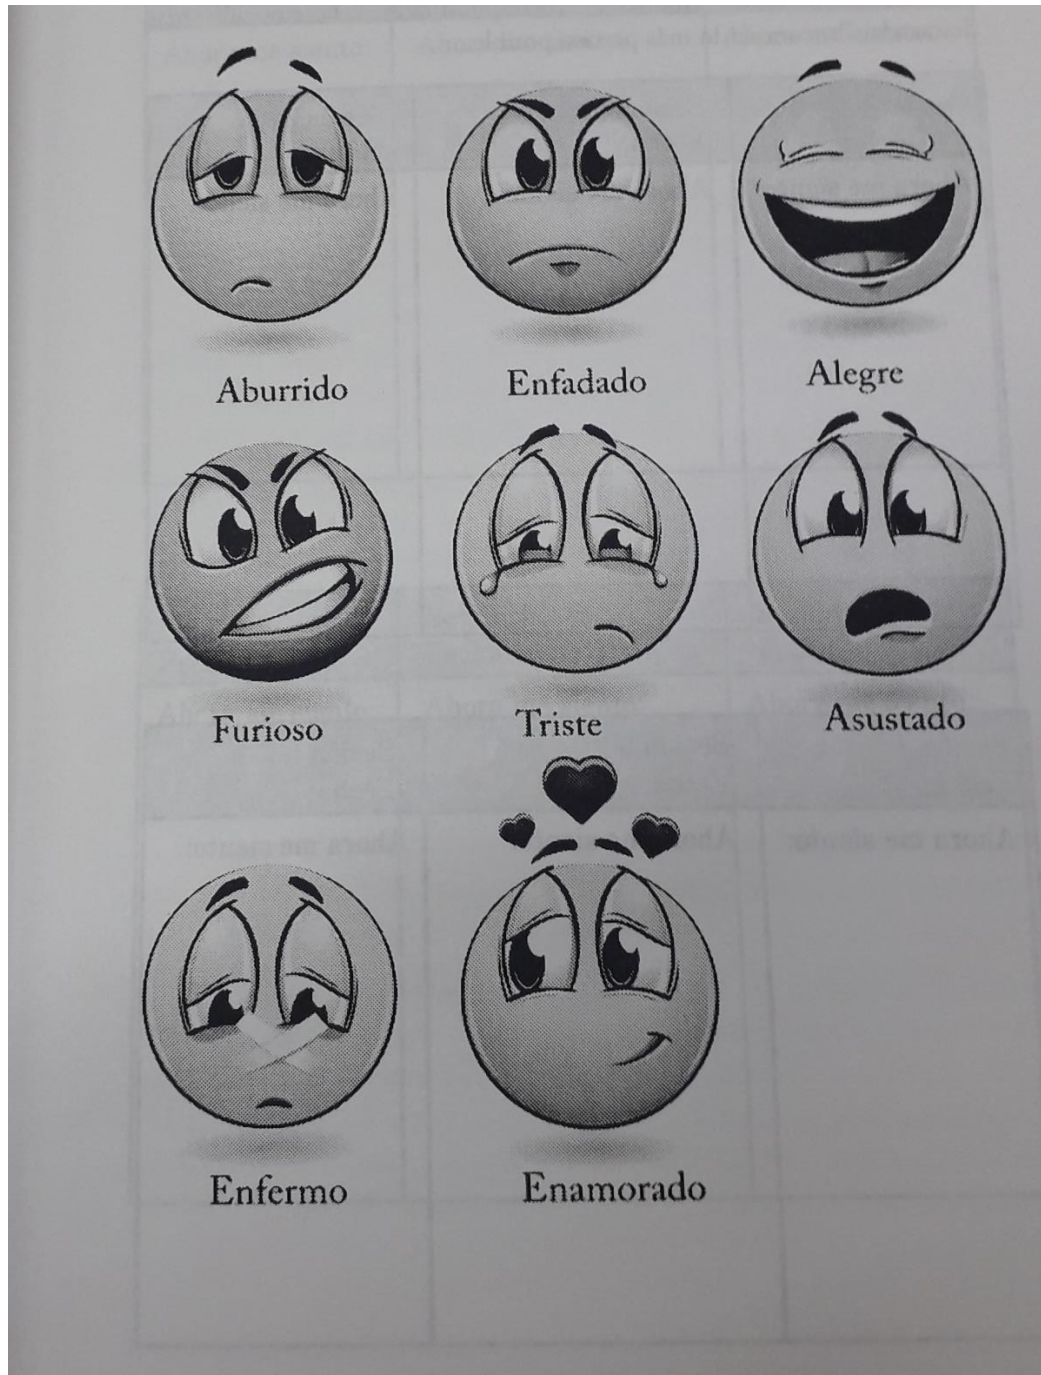 Aburrido
Enfadado
Alegre
Furioso
Triste
Asustado
Enfermo
Enamorado